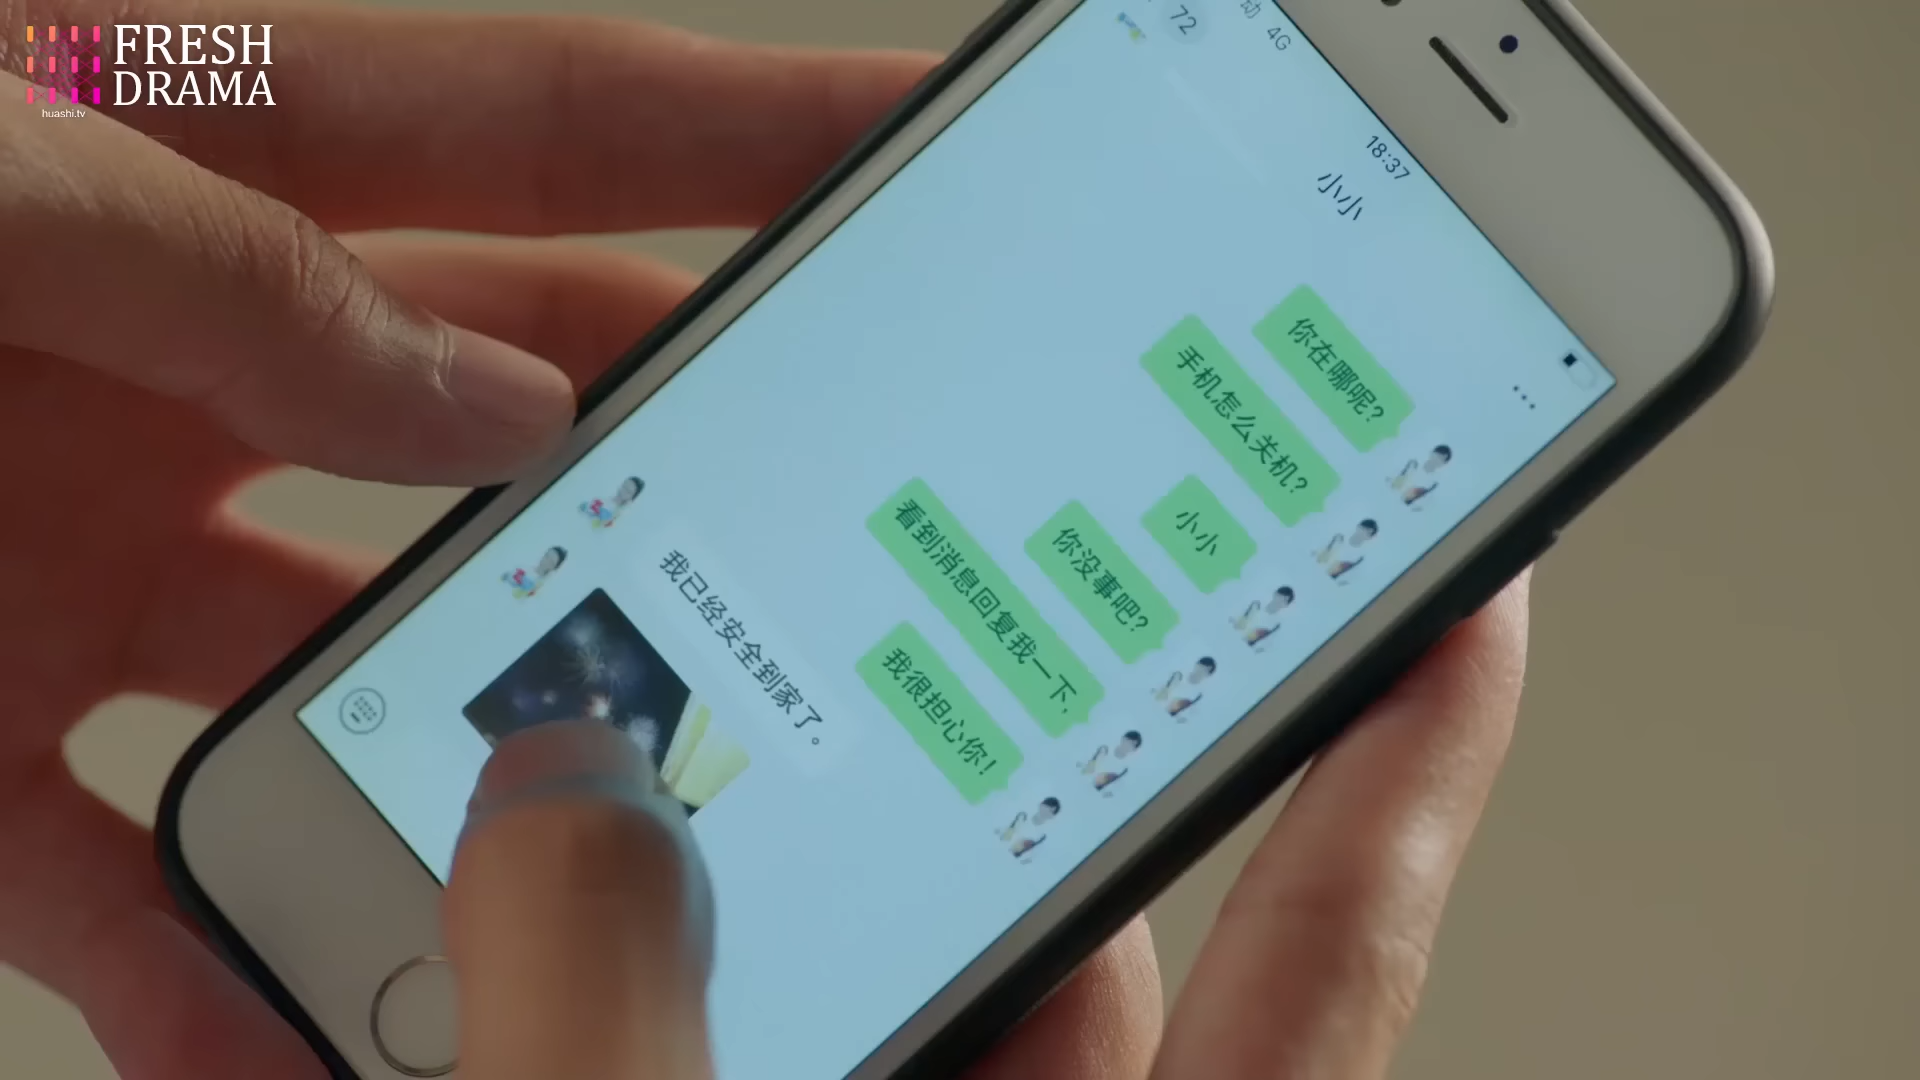 FRESH
DRAMA
huashi.tv
72
动 4G
18:37
小小
你在哪呢?
手机怎么关机?
小小
你没事吧?
看到消息回复我一下,
我很担心你!
我已经安全到家了。